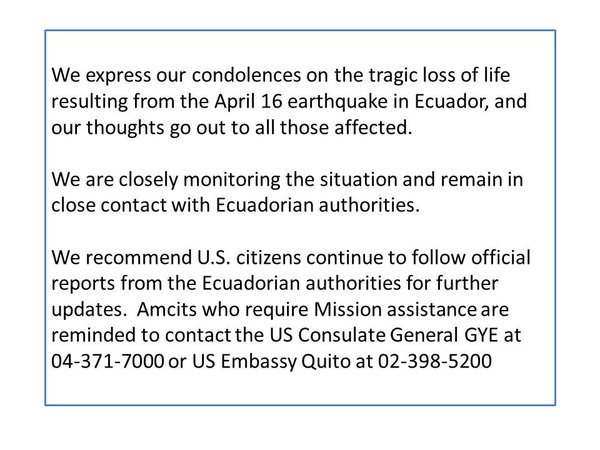 We express our condolences on the tragic loss of life
resulting from the April 16 earthquake in Ecuador, and
our thoughts go out to all those affected.
We are closely monitoring the situation and remain in
close contact with Ecuadorian authorities.
We recommend U.S. citizens continue to follow official
reports from the Ecuadorian authorities for further
updates.  Amcits who require Mission assistance are
reminded to contact the US Consulate General GYE at
04-371-7000 or US Embassy Quito at 02-398-5200